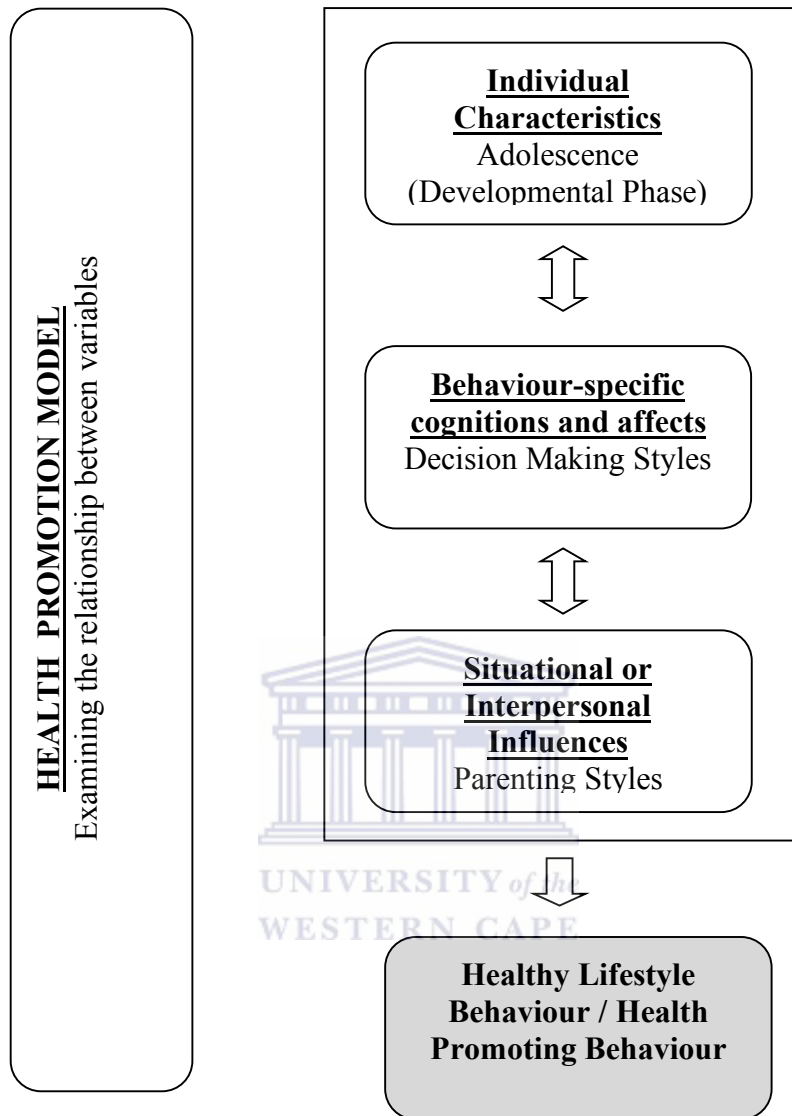 HEALTH PROMOTION MODEL
Examining the relationship between variables
Individual
Characteristics
Adolescence
(Developmental Phase)
Behaviour-specific
cognitions and affects
Decision Making Styles
Situational or
Interpersonal
Influences
Parenting Styles
UNIVERSITY of the
WESTERN CAPE
Healthy Lifestyle
Behaviour / Health
Promoting Behaviour